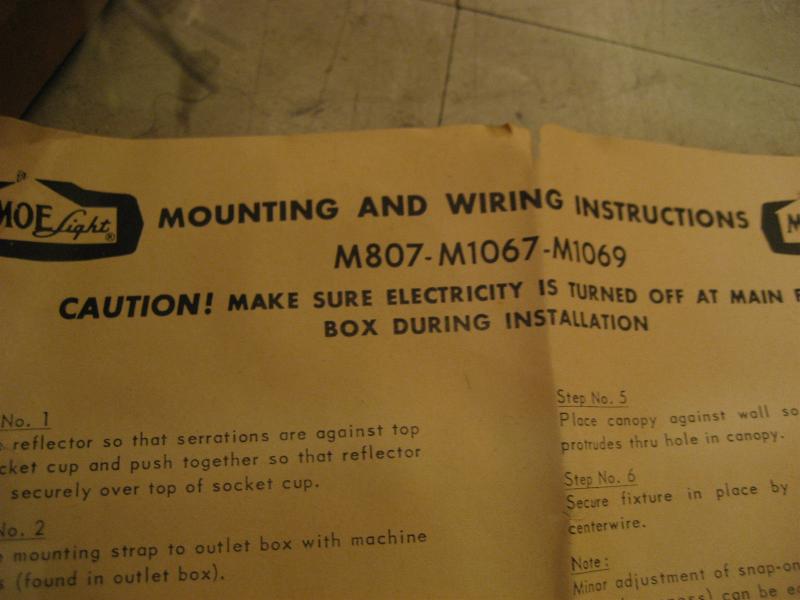 MOE Light®
MOUNTING AND WIRING INSTRUCTIONS
M807-M1067-M1069
CAUTION! MAKE SURE ELECTRICITY IS TURNED OFF AT MAIN
BOX DURING INSTALLATION
No. 1
reflector so that serrations are against top
cket cup and push together so that reflector
securely over top of socket cup.
No. 2
mounting strap to outlet box with machine
s (found in outlet box).
Step No. 5
Place canopy against wall so
protrudes thru hole in canopy.
Step No. 6
Secure fixture in place by
centerwire.
Note:
Minor adjustment of snap-on
can be